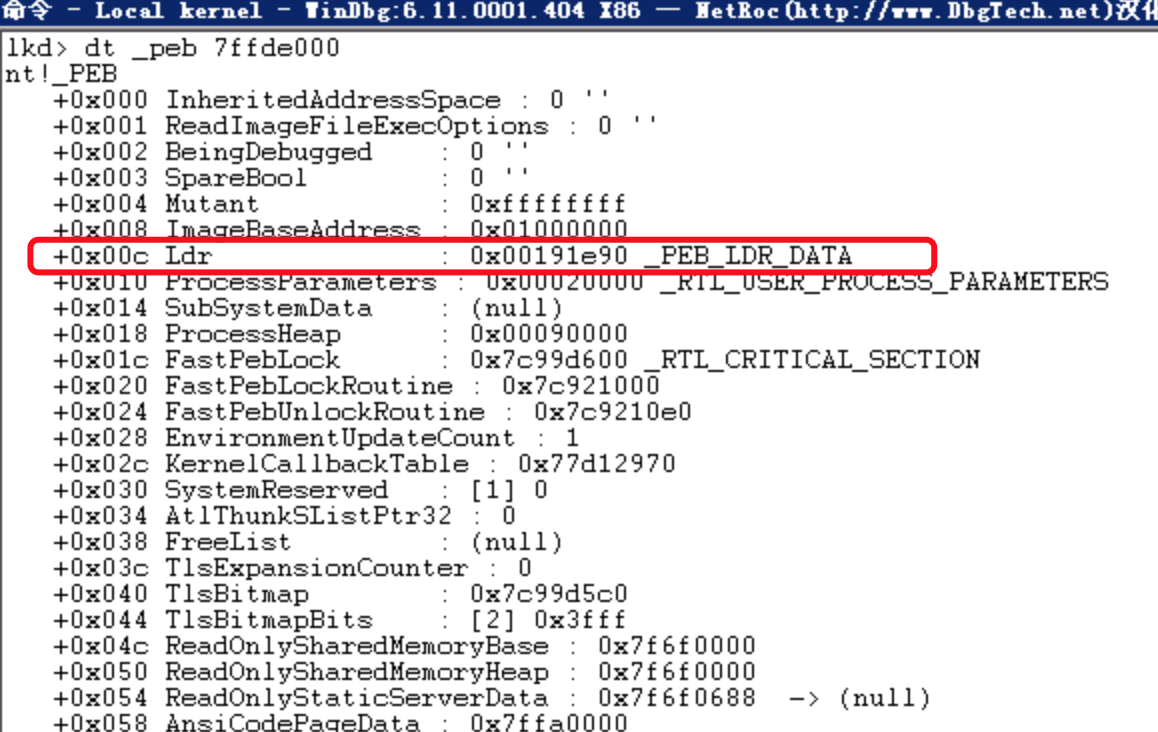 命令 - Local kernel - WinDbg:6.11.0001.404 X86 — NetRoc(http://www.DbgTech.net)汉化
lkd> dt _peb 7ffde000
nt!_PEB
+0x000 InheritedAddressSpace : 0 ''
+0x001 ReadImageFileExecOptions : 0 ''
+0x002 BeingDebugged : 0 ''
+0x003 SpareBool : 0 ''
+0x004 Mutant : 0xffffffff
+0x008 ImageBaseAddress : 0x01000000
+0x00c Ldr : 0x00191e90 _PEB_LDR_DATA
+0x010 ProcessParameters : 0x00020000 _RTL_USER_PROCESS_PARAMETERS
+0x014 SubSystemData : (null)
+0x018 ProcessHeap : 0x00090000
+0x01c FastPebLock : 0x7c99d600 _RTL_CRITICAL_SECTION
+0x020 FastPebLockRoutine : 0x7c921000
+0x024 FastPebUnlockRoutine : 0x7c9210e0
+0x028 EnvironmentUpdateCount : 1
+0x02c KernelCallbackTable : 0x77d12970
+0x030 SystemReserved : [1] 0
+0x034 AtlThunkSListPtr32 : 0
+0x038 FreeList : (null)
+0x03c TlsExpansionCounter : 0
+0x040 TlsBitmap : 0x7c99d5c0
+0x044 TlsBitmapBits : [2] 0x3fff
+0x04c ReadOnlySharedMemoryBase : 0x7f6f0000
+0x050 ReadOnlySharedMemoryHeap : 0x7f6f0000
+0x054 ReadOnlyStaticServerData : 0x7f6f0688 -> (null)
+0x058 AnsiCodePageData : 0x7ffa0000